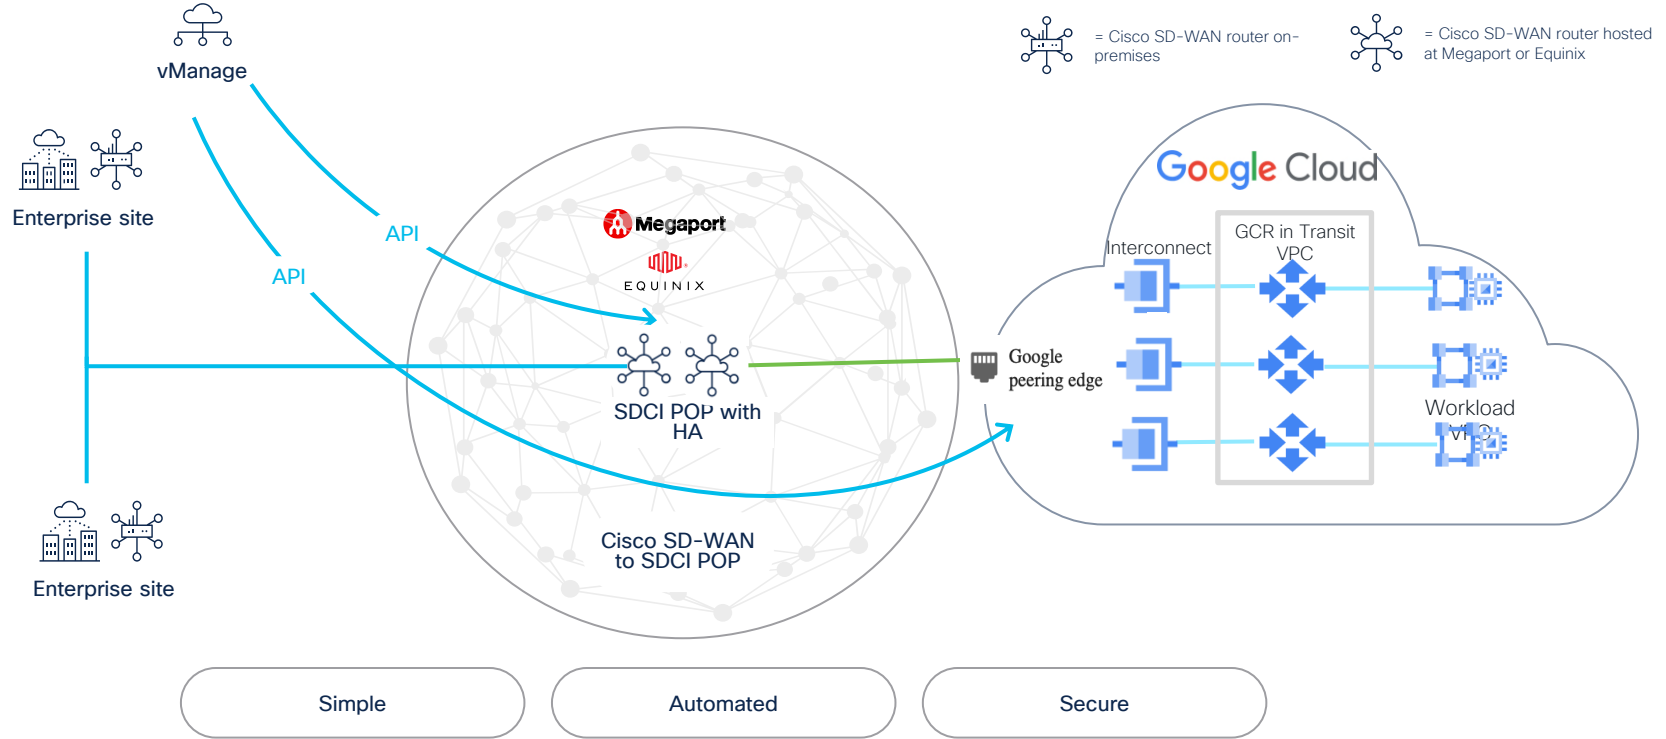 vManage
= Cisco SD-WAN router on-
premises
= Cisco SD-WAN router hosted
at Megaport or Equinix
Enterprise site
API
API
Megaport
EQUINIX
SDCI POP with
HA
Cisco SD-WAN
to SDCI POP
Enterprise site
Google Cloud
Interconnect
GCR in Transit
VPC
Google
peering edge
Workload
Simple
Automated
Secure